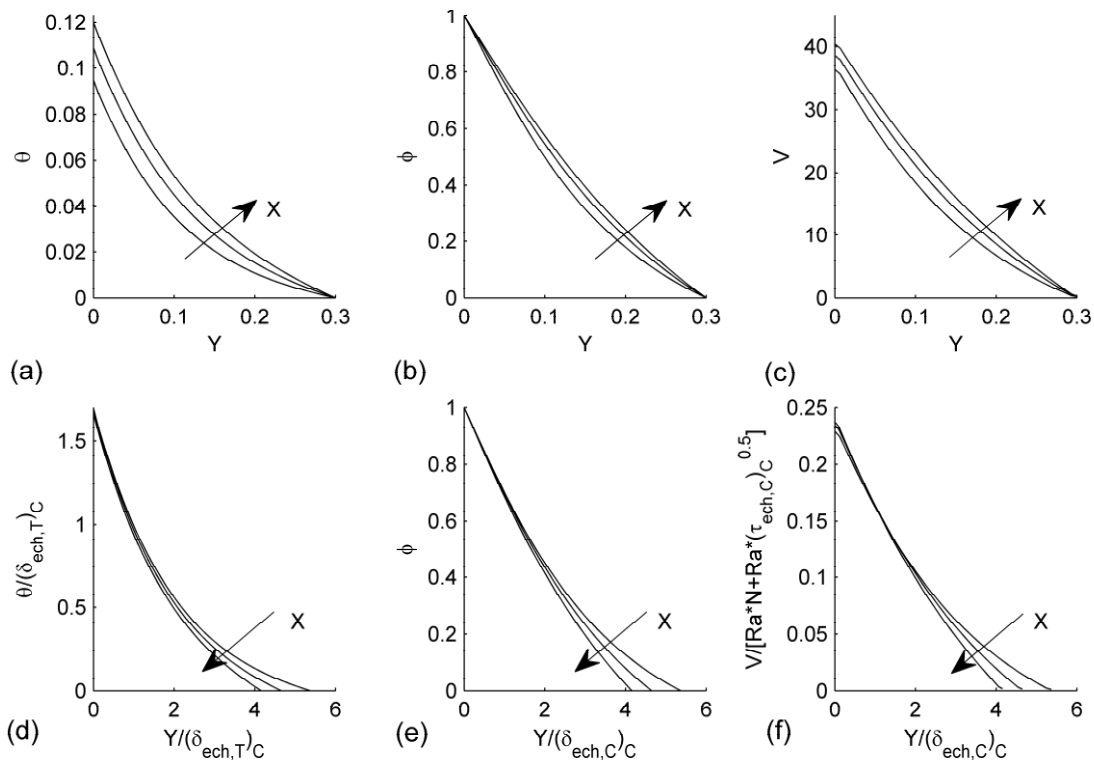 0.12
0.1
0.08
0.06
0.04
0.02
0
θ
0 0.1 0.2 0.3
Y
X
(a)
1
0.8
0.6
0.4
0.2
0
ϕ
0 0.1 0.2 0.3
Y
X
(b)
40
30
20
10
0
V
0 0.1 0.2 0.3
Y
X
(c)
1.5
1
0.5
0
θ/(δech,T)C
0 2 4 6
Y/(δech,T)C
X
(d)
1
0.8
0.6
0.4
0.2
0
ϕ
0 2 4 6
Y/(δech,C)C
X
(e)
0.25
0.2
0.15
0.1
0.05
0
V/[Ra*N+Ra*(τech,C)C^0.5]
0 2 4 6
Y/(δech,C)C
X
(f)